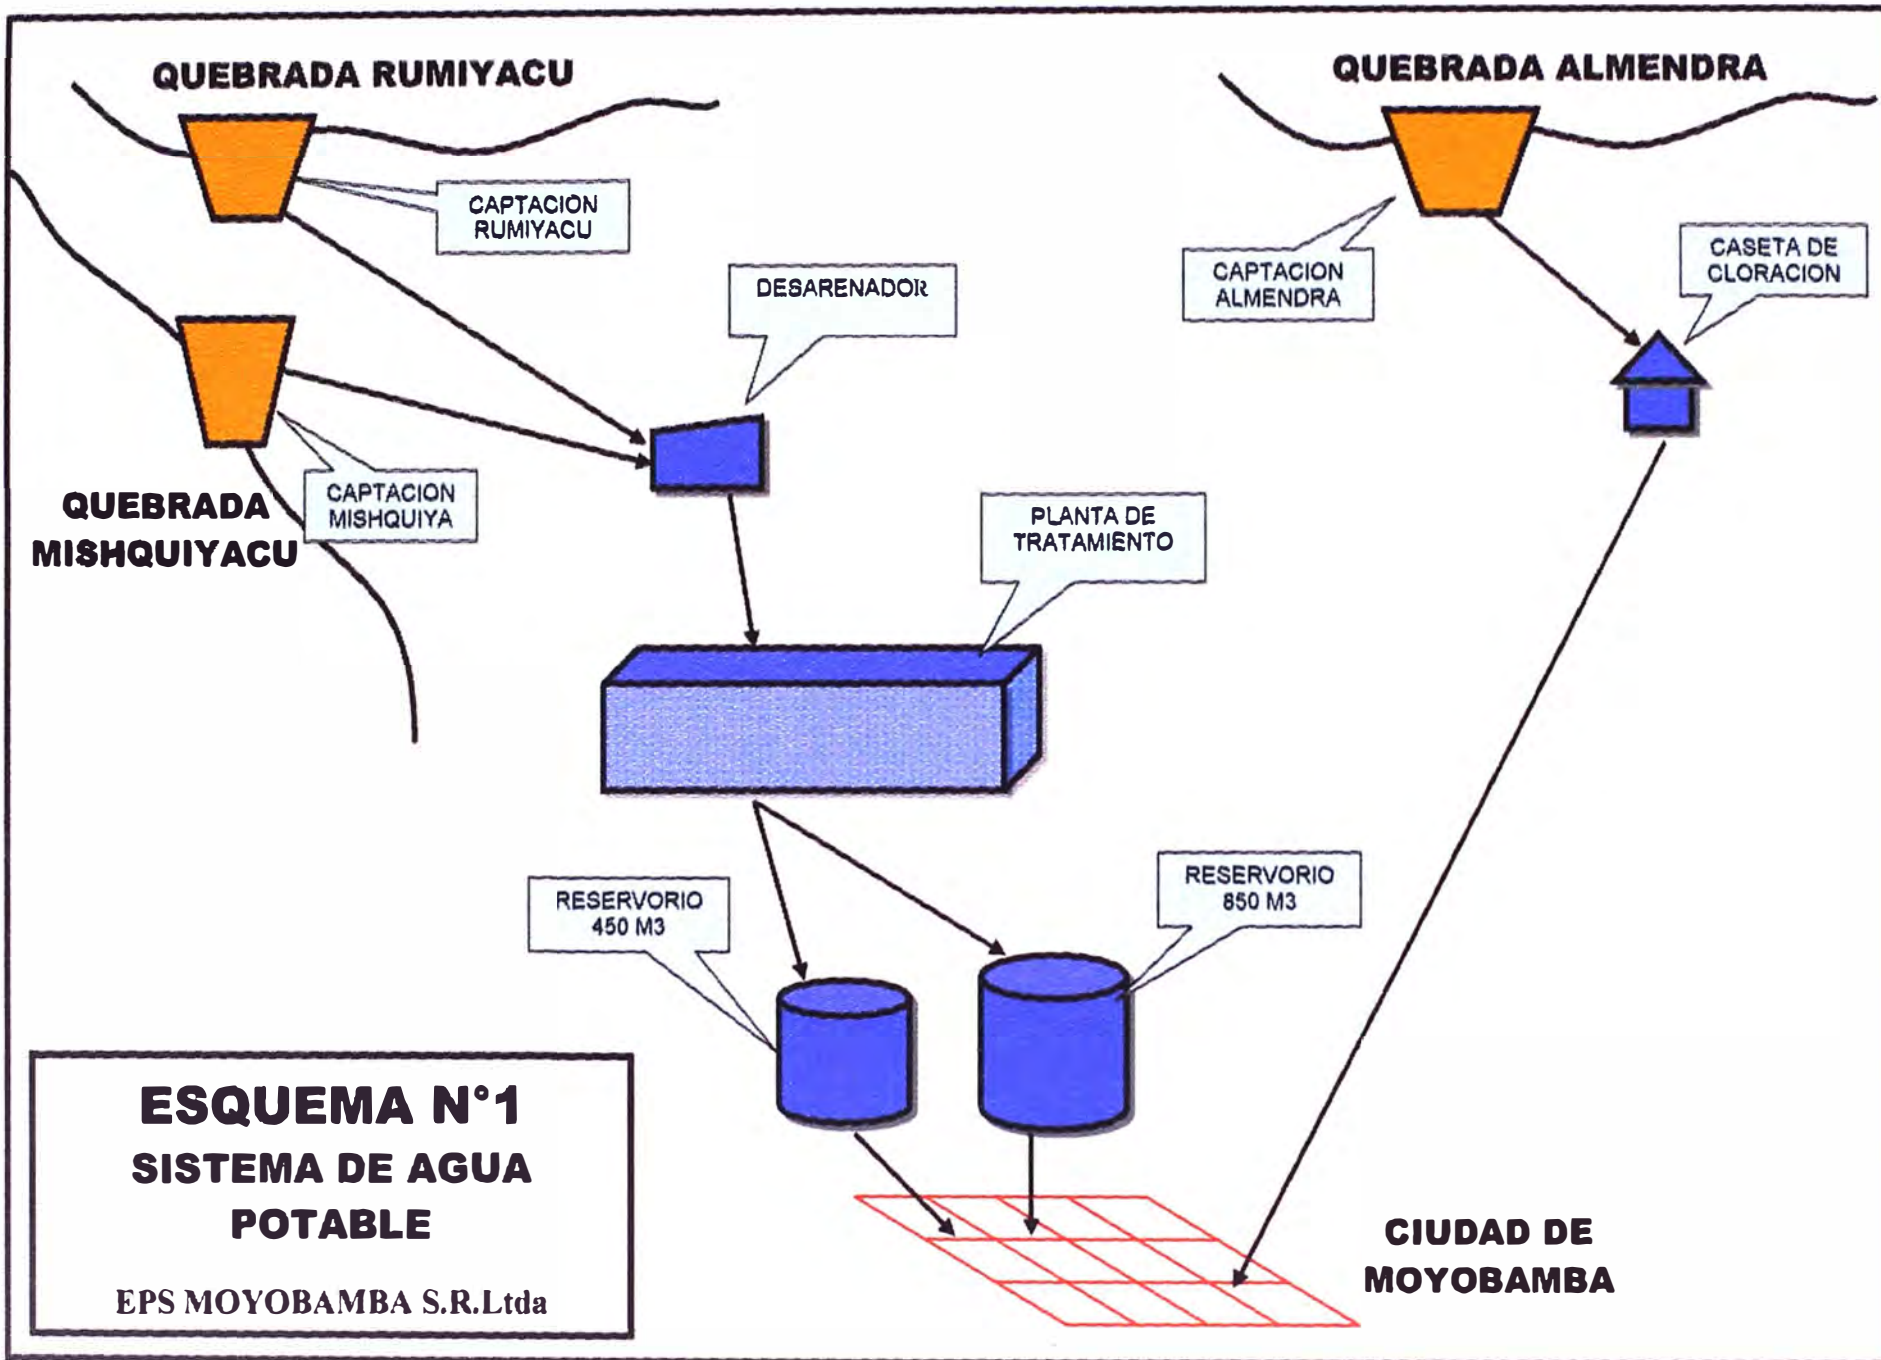 QUEBRADA RUMIYACU
QUEBRADA ALMENDRA
CAPTACION
RUMIYACU
CAPTACION
ALMENDRA
CASETA DE
CLORACION
DESARENADOR
QUEBRADA
MISHQUIYACU
CAPTACION
MISHQUIYA
PLANTA DE
TRATAMIENTO
RESERVORIO
450 M3
RESERVORIO
850 M3
ESQUEMA N°1
SISTEMA DE AGUA
POTABLE
EPS MOYOBAMBA S.R.Ltda
CIUDAD DE
MOYOBAMBA